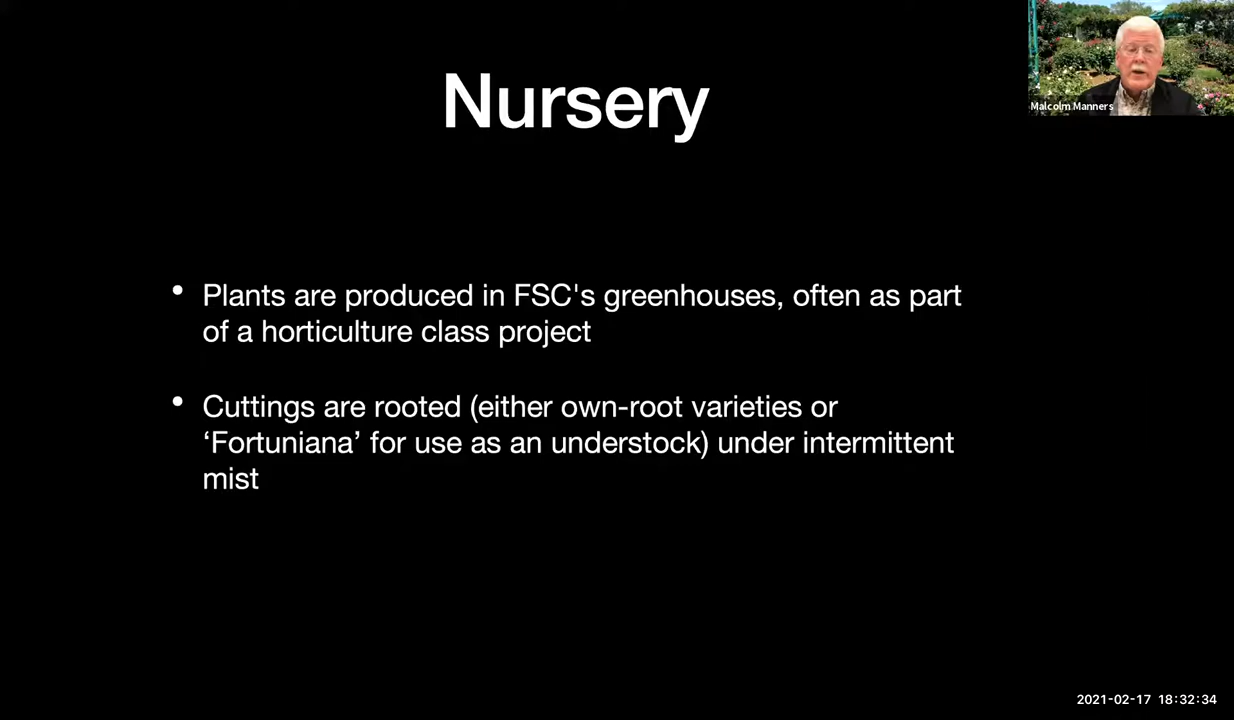 Nursery
Malcolm Manners
• Plants are produced in FSC's greenhouses, often as part
of a horticulture class project
• Cuttings are rooted (either own-root varieties or
‘Fortuniana’ for use as an understock) under intermittent
mist
2021-02-17 18:32:34